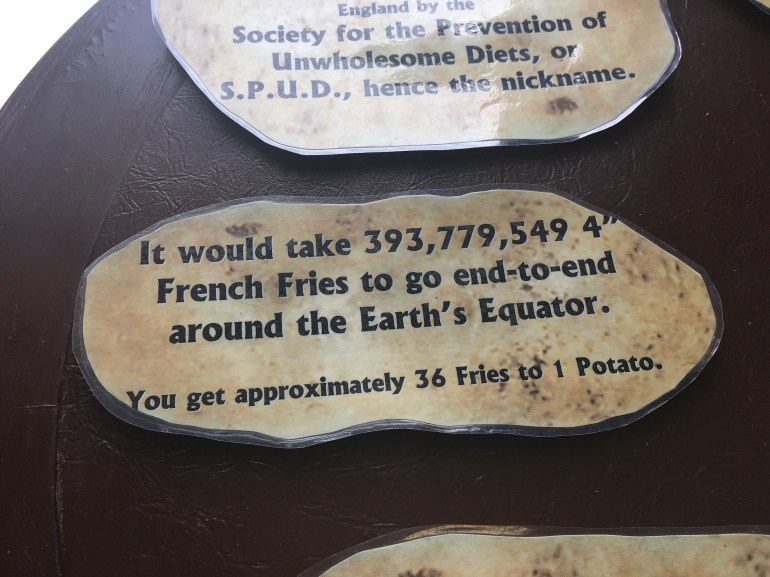 England by the
Society for the Prevention of
Unwholesome Diets, or
S.P.U.D., hence the nickname.
It would take 393,779,549 4"
French Fries to go end-to-end
around the Earth's Equator.
You get approximately 36 Fries to 1 Potato.